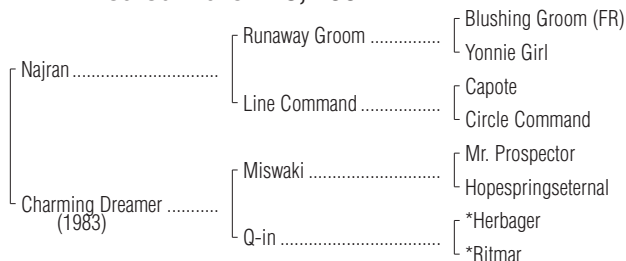 Blushing Groom (FR)
Runaway Groom ................
Yonnie Girl
Najran .................................
Capote
Line Command ..................
Circle Command
Mr. Prospector
Miswaki ..............................
Hopespringseternal
Charming Dreamer ...........
(1983)
*Herbager
Q-in ....................................
*Ritmar